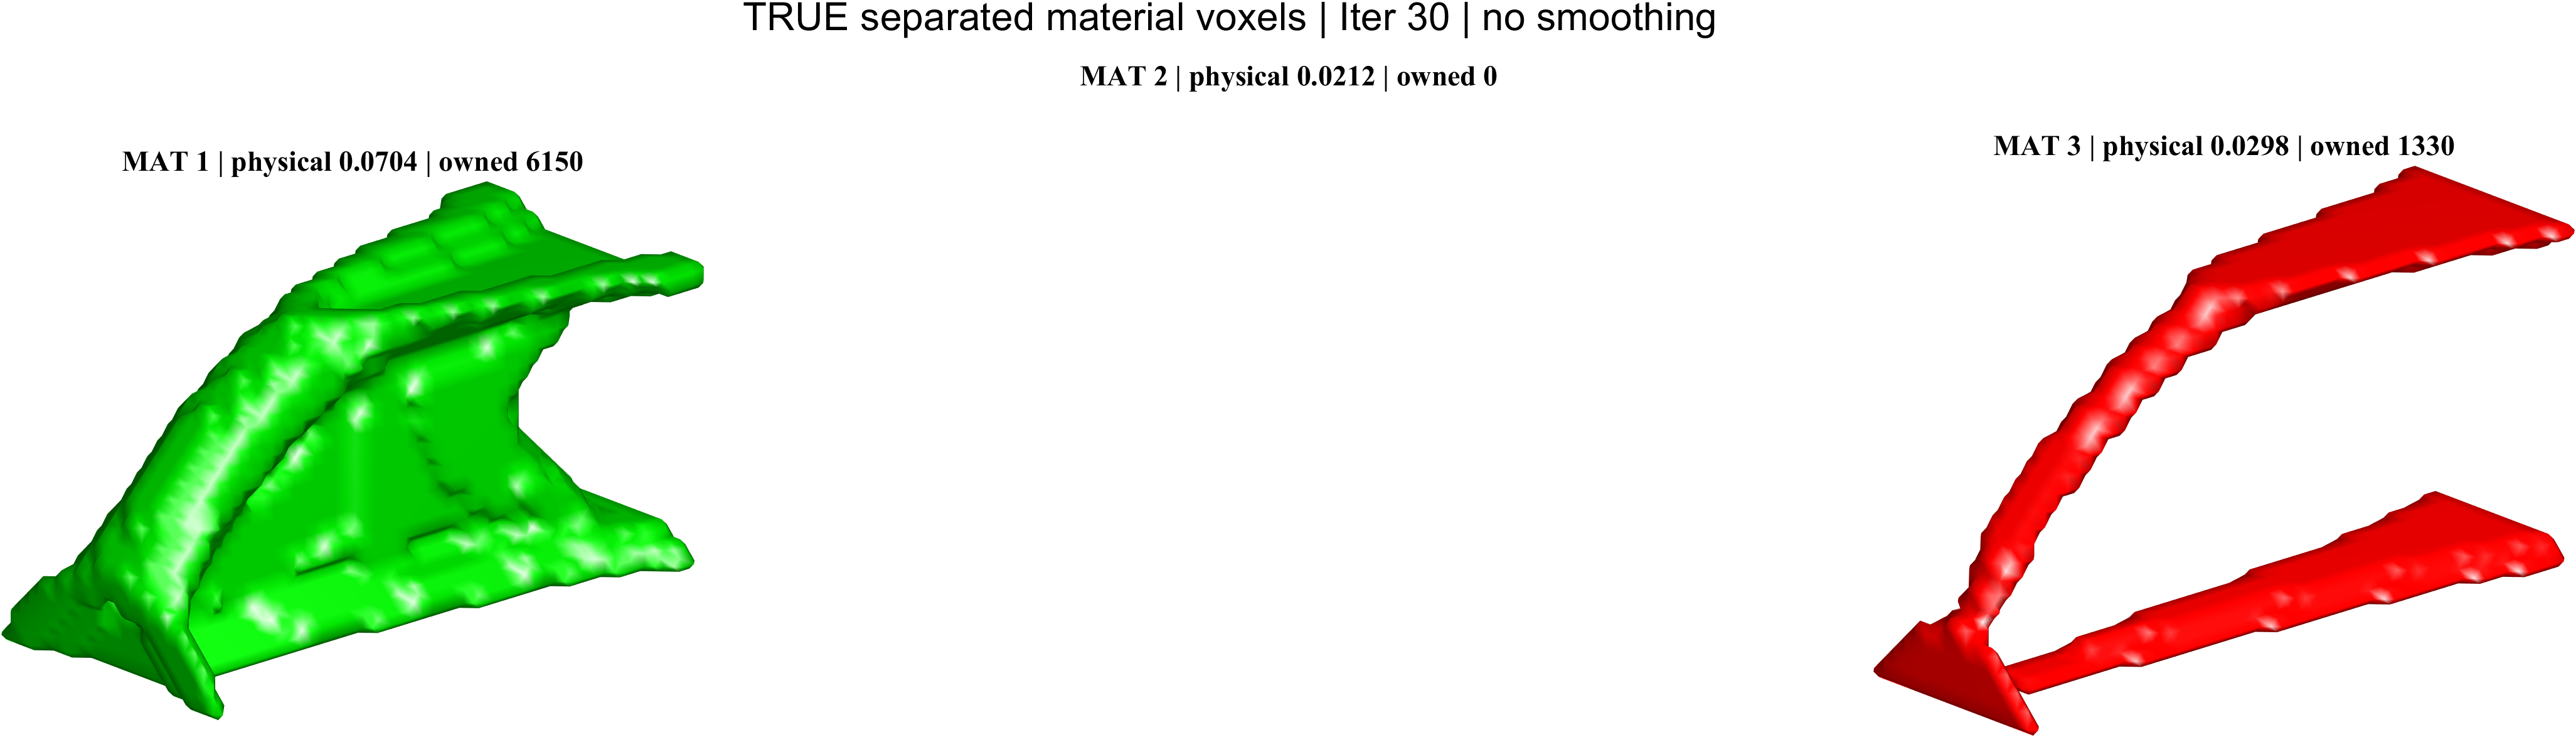 TRUE separated material voxels | Iter 30 | no smoothing
MAT 2 | physical 0.0212 | owned 0
MAT 1 | physical 0.0704 | owned 6150
MAT 3 | physical 0.0298 | owned 1330